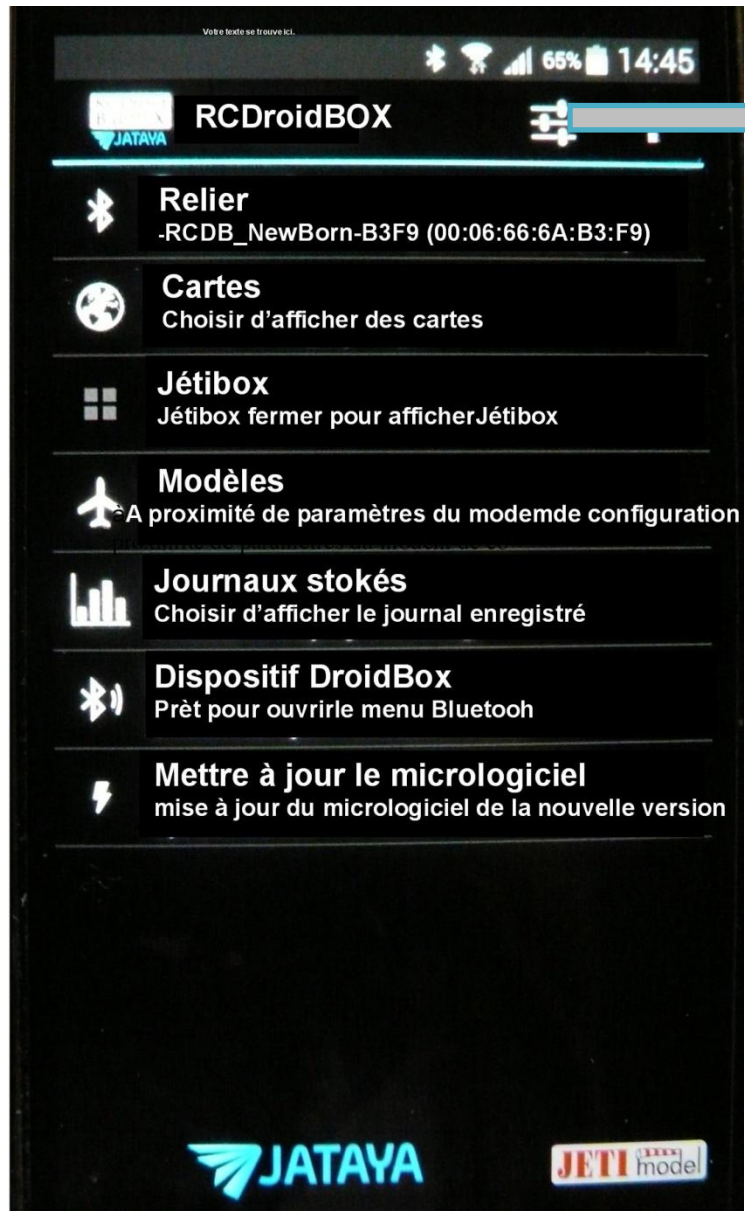 Votre texte se trouve ici.
65% 14:45
JATAYA
RCDroidBOX
Relier
-RCDB_NewBorn-B3F9 (00:06:66:6A:B3:F9)
Cartes
Choisir d’afficher des cartes
Jétibox
Jétibox fermer pour afficherJétibox
Modèles
àA proximité de paramètres du modemde configuration
Journaux stokés
Choisir d’afficher le journal enregistré
Dispositif DroidBox
Prèt pour ouvrirle menu Bluetooh
Mettre à jour le micrologiciel
mise à jour du micrologiciel de la nouvelle version
JATAYA
JETI model